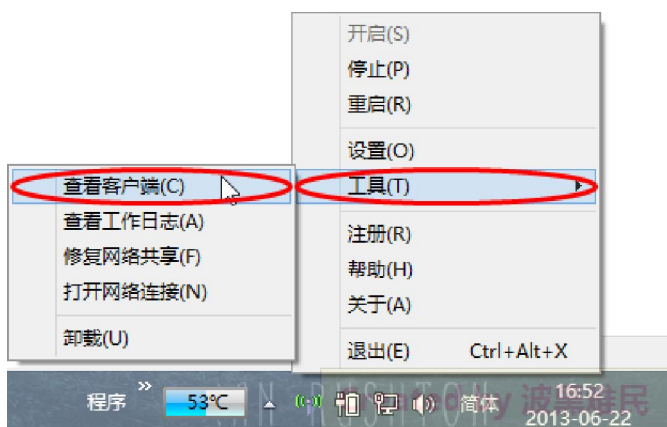 开启(S)
停止(P)
重启(R)
设置(O)
工具(T)
注册(R)
帮助(H)
关于(A)
退出(E) Ctrl+Alt+X
查看客户端(C)
查看工作日志(A)
修复网络共享(F)
打开网络连接(N)
卸载(U)
程序 »
53℃
简体
16:52
2013-06-22